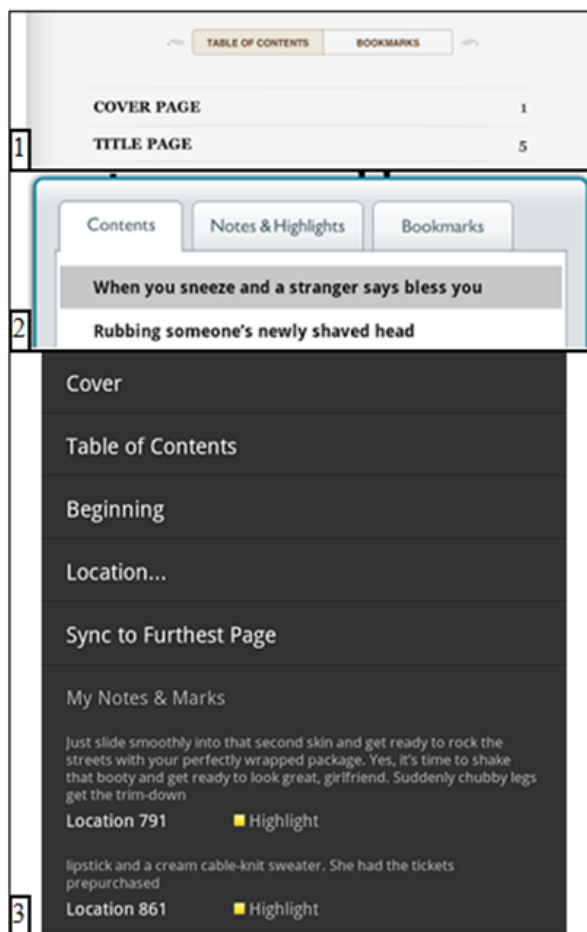 TABLE OF CONTENTS BOOKMARKS
COVER PAGE 1
TITLE PAGE 5
1
Contents Notes & Highlights Bookmarks
When you sneeze and a stranger says bless you
Rubbing someone's newly shaved head
2
Cover
Table of Contents
Beginning
Location...
Sync to Furthest Page
My Notes & Marks
Just slide smoothly into that second skin and get ready to rock the
streets with your perfectly wrapped package. Yes, it's time to shake
that booty and get ready to look great, girlfriend. Suddenly chubby legs
get the trim-down
Location 791 Highlight
lipstick and a cream cable-knit sweater. She had the tickets
prepurchased
Location 861 Highlight
3